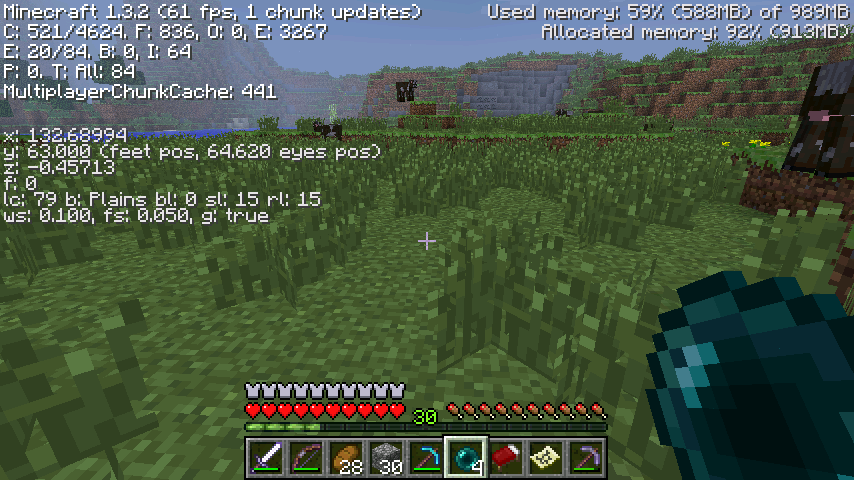 Minecraft 1.3.2 (61 fps, 1 chunk updates)
C: 521/4624, F: 836, O: 0, E: 3267
E: 20/84, B: 0, I: 64
P: 0, T: All: 84
MultiplayerChunkCache: 441
x: 132.68994
y: 63.000 (feet pos, 64.620 eyes pos)
z: -0.45713
f: 0
lc: 79 b: Plains bl: 0 sl: 15 rl: 15
ws: 0.100, fs: 0.050, g: true
Used memory: 59% (588MB) of 989MB
Allocated memory: 92% (913MB)
30
28 30 4